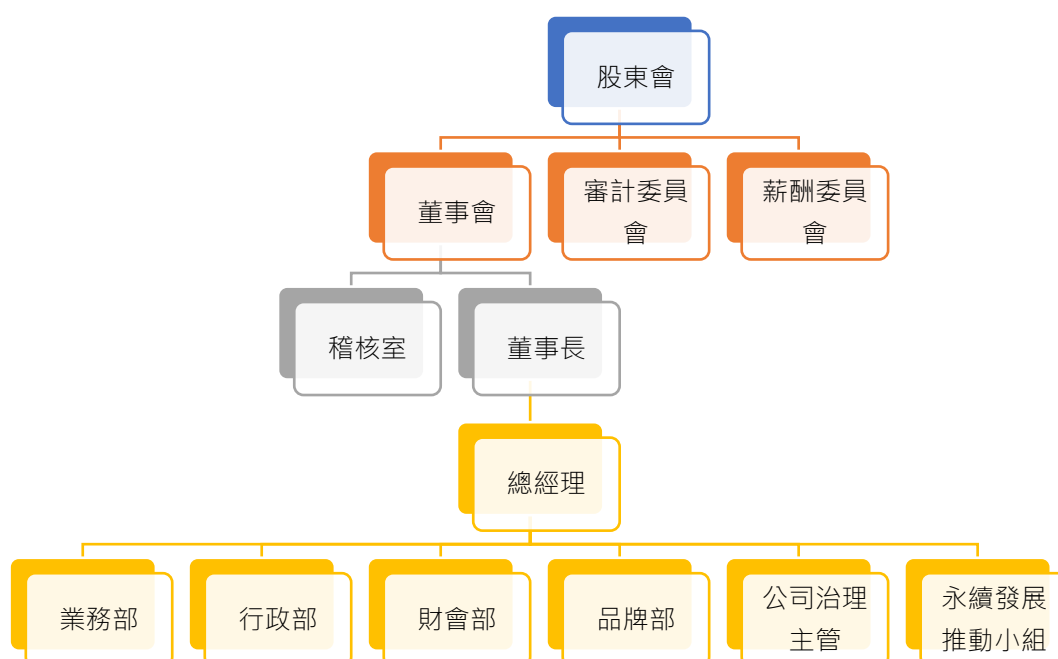 股東會
董事會
審計委員
會
薪酬委員
會
稽核室
董事長
總經理
業務部
行政部
財會部
品牌部
公司治理
主管
永續發展
推動小組